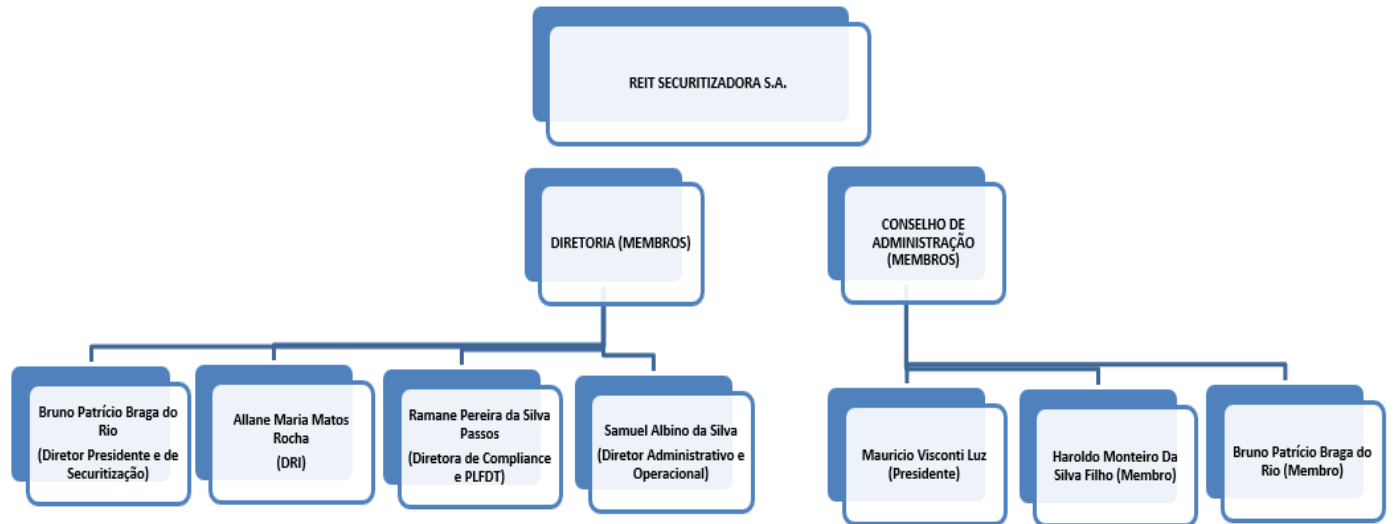 REIT SECURITIZADORA S.A.
DIRETORIA (MEMBROS)
CONSELHO DE
ADMINISTRAÇÃO
(MEMBROS)
Bruno Patrício Braga do
Rio
(Diretor Presidente e de
Securitização)
Allane Maria Matos
Rocha
(DRI)
Ramane Pereira da Silva
Passos
(Diretora de Compliance
e PLFDT)
Samuel Albino da Silva
(Diretor Administrativo e
Operacional)
Mauricio Visconti Luz
(Presidente)
Haroldo Monteiro Da
Silva Filho (Membro)
Bruno Patrício Braga do
Rio (Membro)